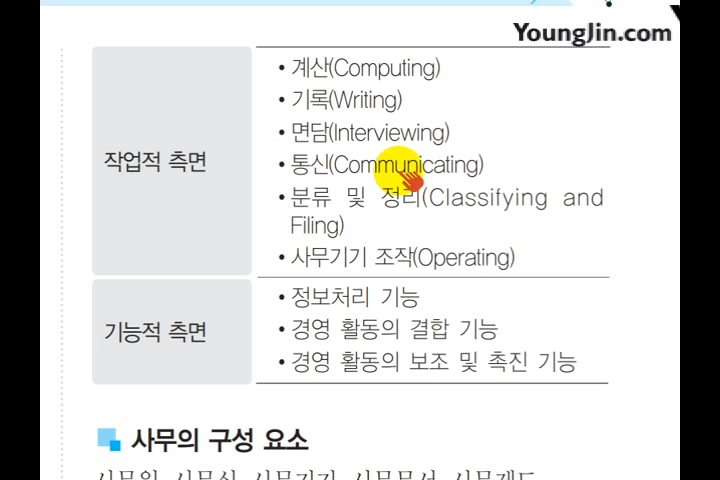 YoungJin.com
작업적 측면
• 계산(Computing)
• 기록(Writing)
• 면담(Interviewing)
• 통신(Communicating)
• 분류 및 정리(Classifying and
Filing)
• 사무기기 조작(Operating)
기능적 측면
• 정보처리 기능
• 경영 활동의 결합 기능
• 경영 활동의 보조 및 촉진 기능
사무의 구성 요소